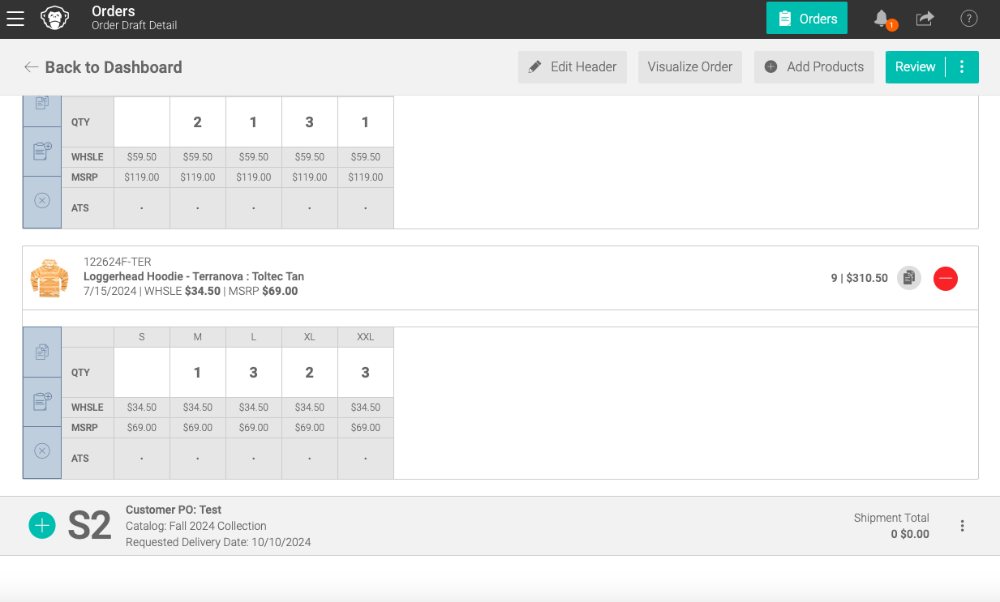 Orders
Order Draft Detail
Orders
1
?
Back to Dashboard
Edit Header
Visualize Order
Add Products
Review
QTY 2 1 3 1
WHSLE $59.50 $59.50 $59.50 $59.50 $59.50
MSRP $119.00 $119.00 $119.00 $119.00 $119.00
ATS - - - - -
122624F-TER
Loggerhead Hoodie - Terranova : Toltec Tan
7/15/2024 | WHSLE $34.50 | MSRP $69.00
9 | $310.50
S M L XL XXL
QTY 1 3 2 3
WHSLE $34.50 $34.50 $34.50 $34.50 $34.50
MSRP $69.00 $69.00 $69.00 $69.00 $69.00
ATS - - - - -
S2
Customer PO: Test
Catalog: Fall 2024 Collection
Requested Delivery Date: 10/10/2024
Shipment Total
0 $0.00